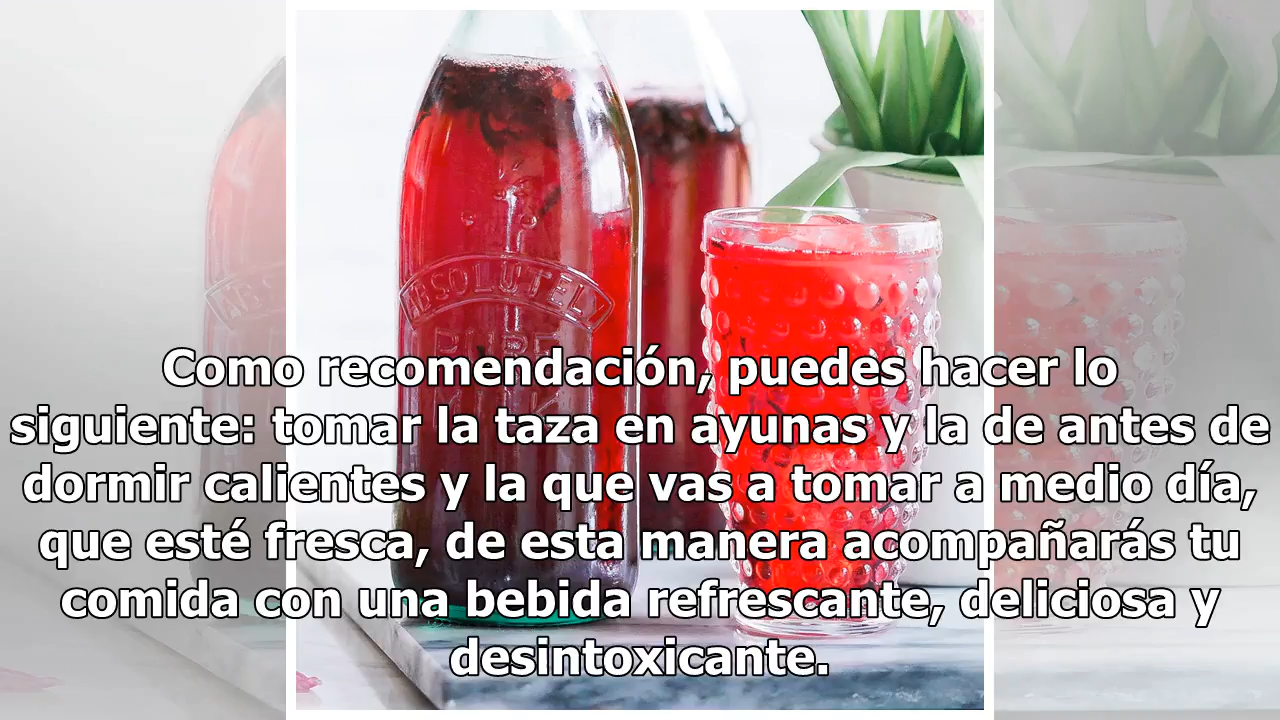 ABSOLUTELY
PURE
Como recomendación, puedes hacer lo
siguiente: tomar la taza en ayunas y la de antes de
dormir calientes y la que vas a tomar a medio día,
que esté fresca, de esta manera acompañarás tu
comida con una bebida refrescante, deliciosa y
desintoxicante.